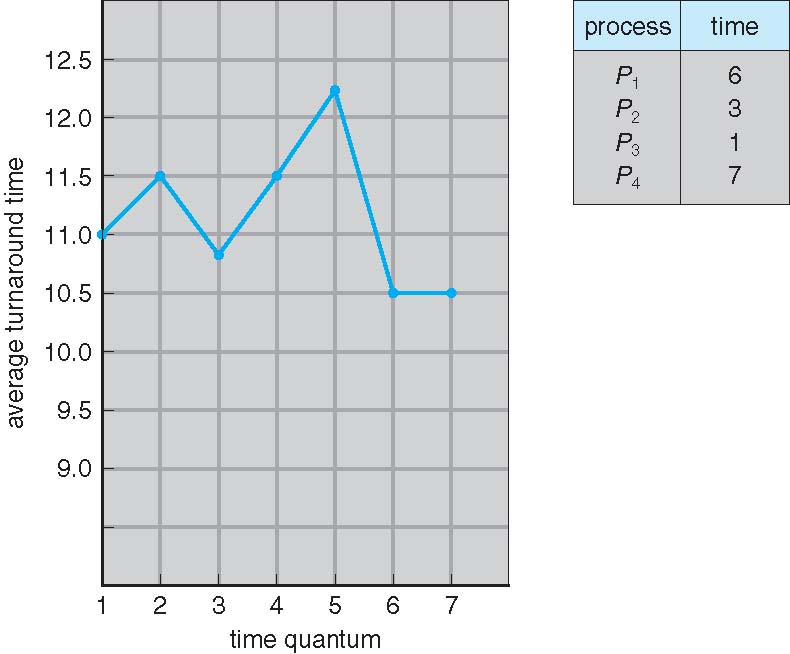 average turnaround time
12.5
12.0
11.5
11.0
10.5
10.0
9.5
9.0
1 2 3 4 5 6 7
time quantum
process time
P1 6
P2 3
P3 1
P4 7